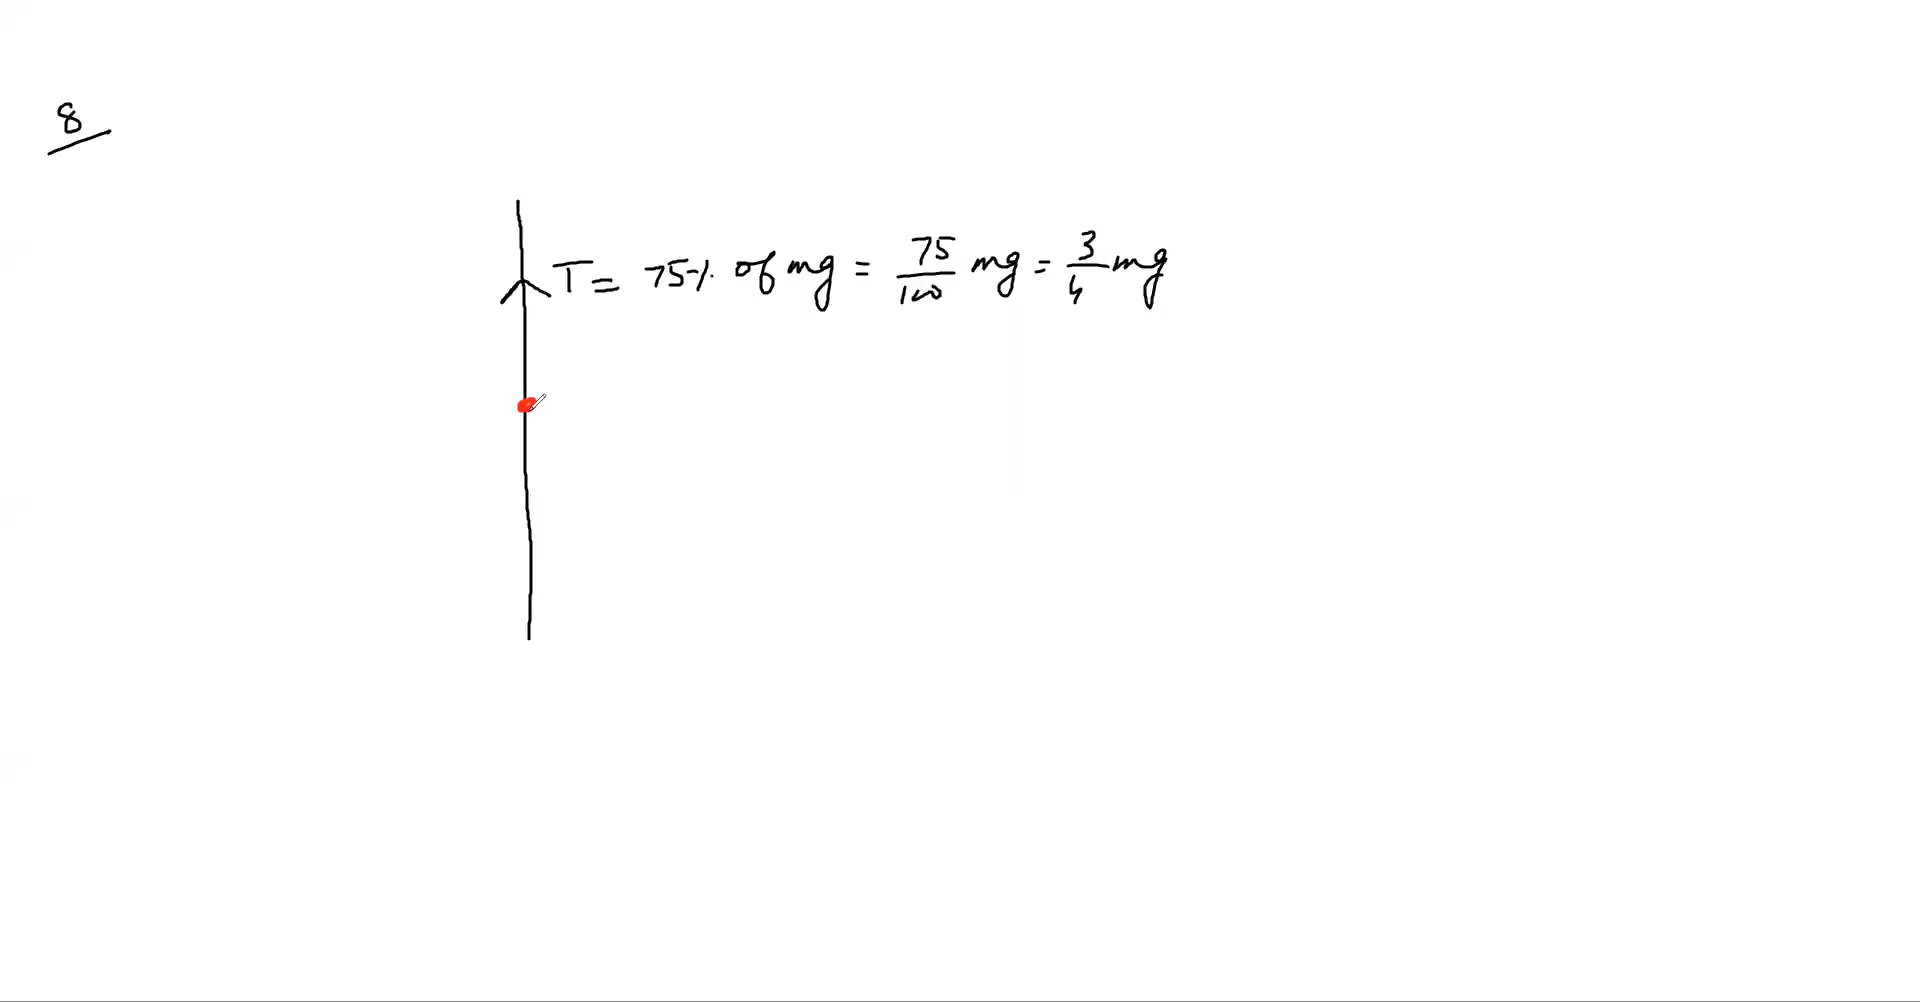 8
T = 75% of mg = 75/100 mg = 3/4 mg